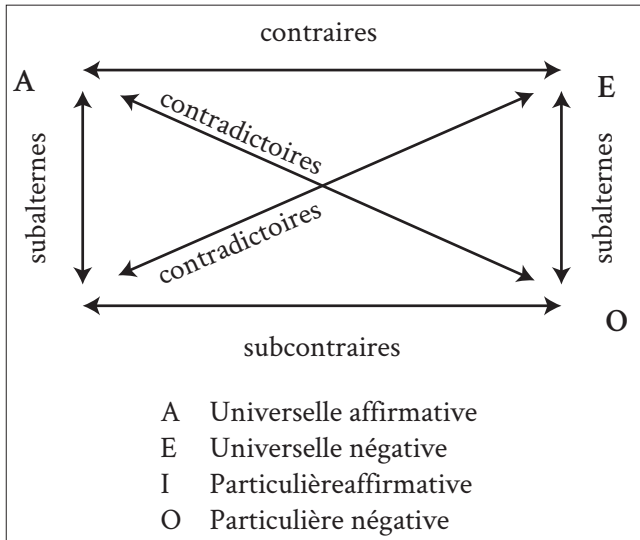 contraires
A
E
contradictoires
subalternes
subalternes
contradictoires
O
subcontraires
A Universelle affirmative
E Universelle négative
I Particulièreaffirmative
O Particulière négative